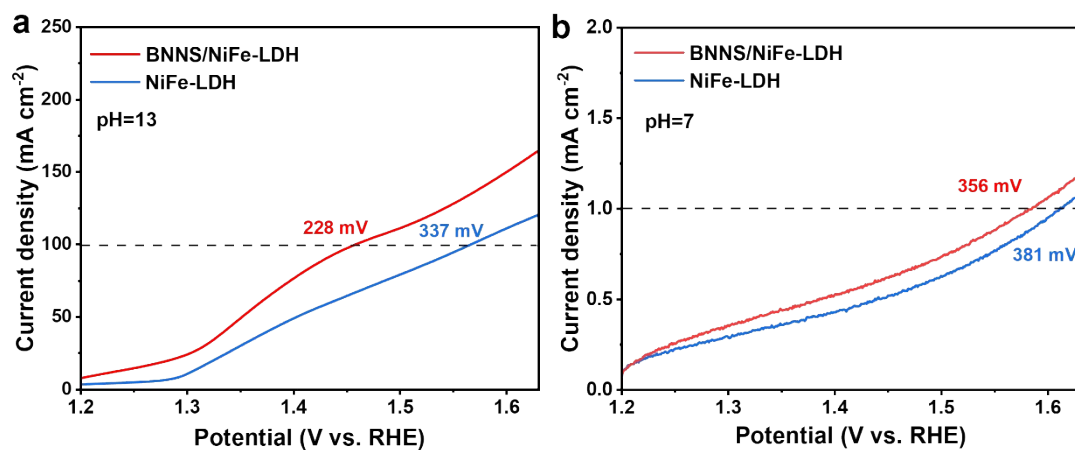 a
250
200
150
100
50
0
Current density (mA cm⁻²)
BNNS/NiFe-LDH
NiFe-LDH
pH=13
228 mV
337 mV
1.2 1.3 1.4 1.5 1.6
Potential (V vs. RHE)
b
2.0
1.5
1.0
0.5
0.0
Current density (mA cm⁻²)
BNNS/NiFe-LDH
NiFe-LDH
pH=7
356 mV
381 mV
1.2 1.3 1.4 1.5 1.6
Potential (V vs. RHE)